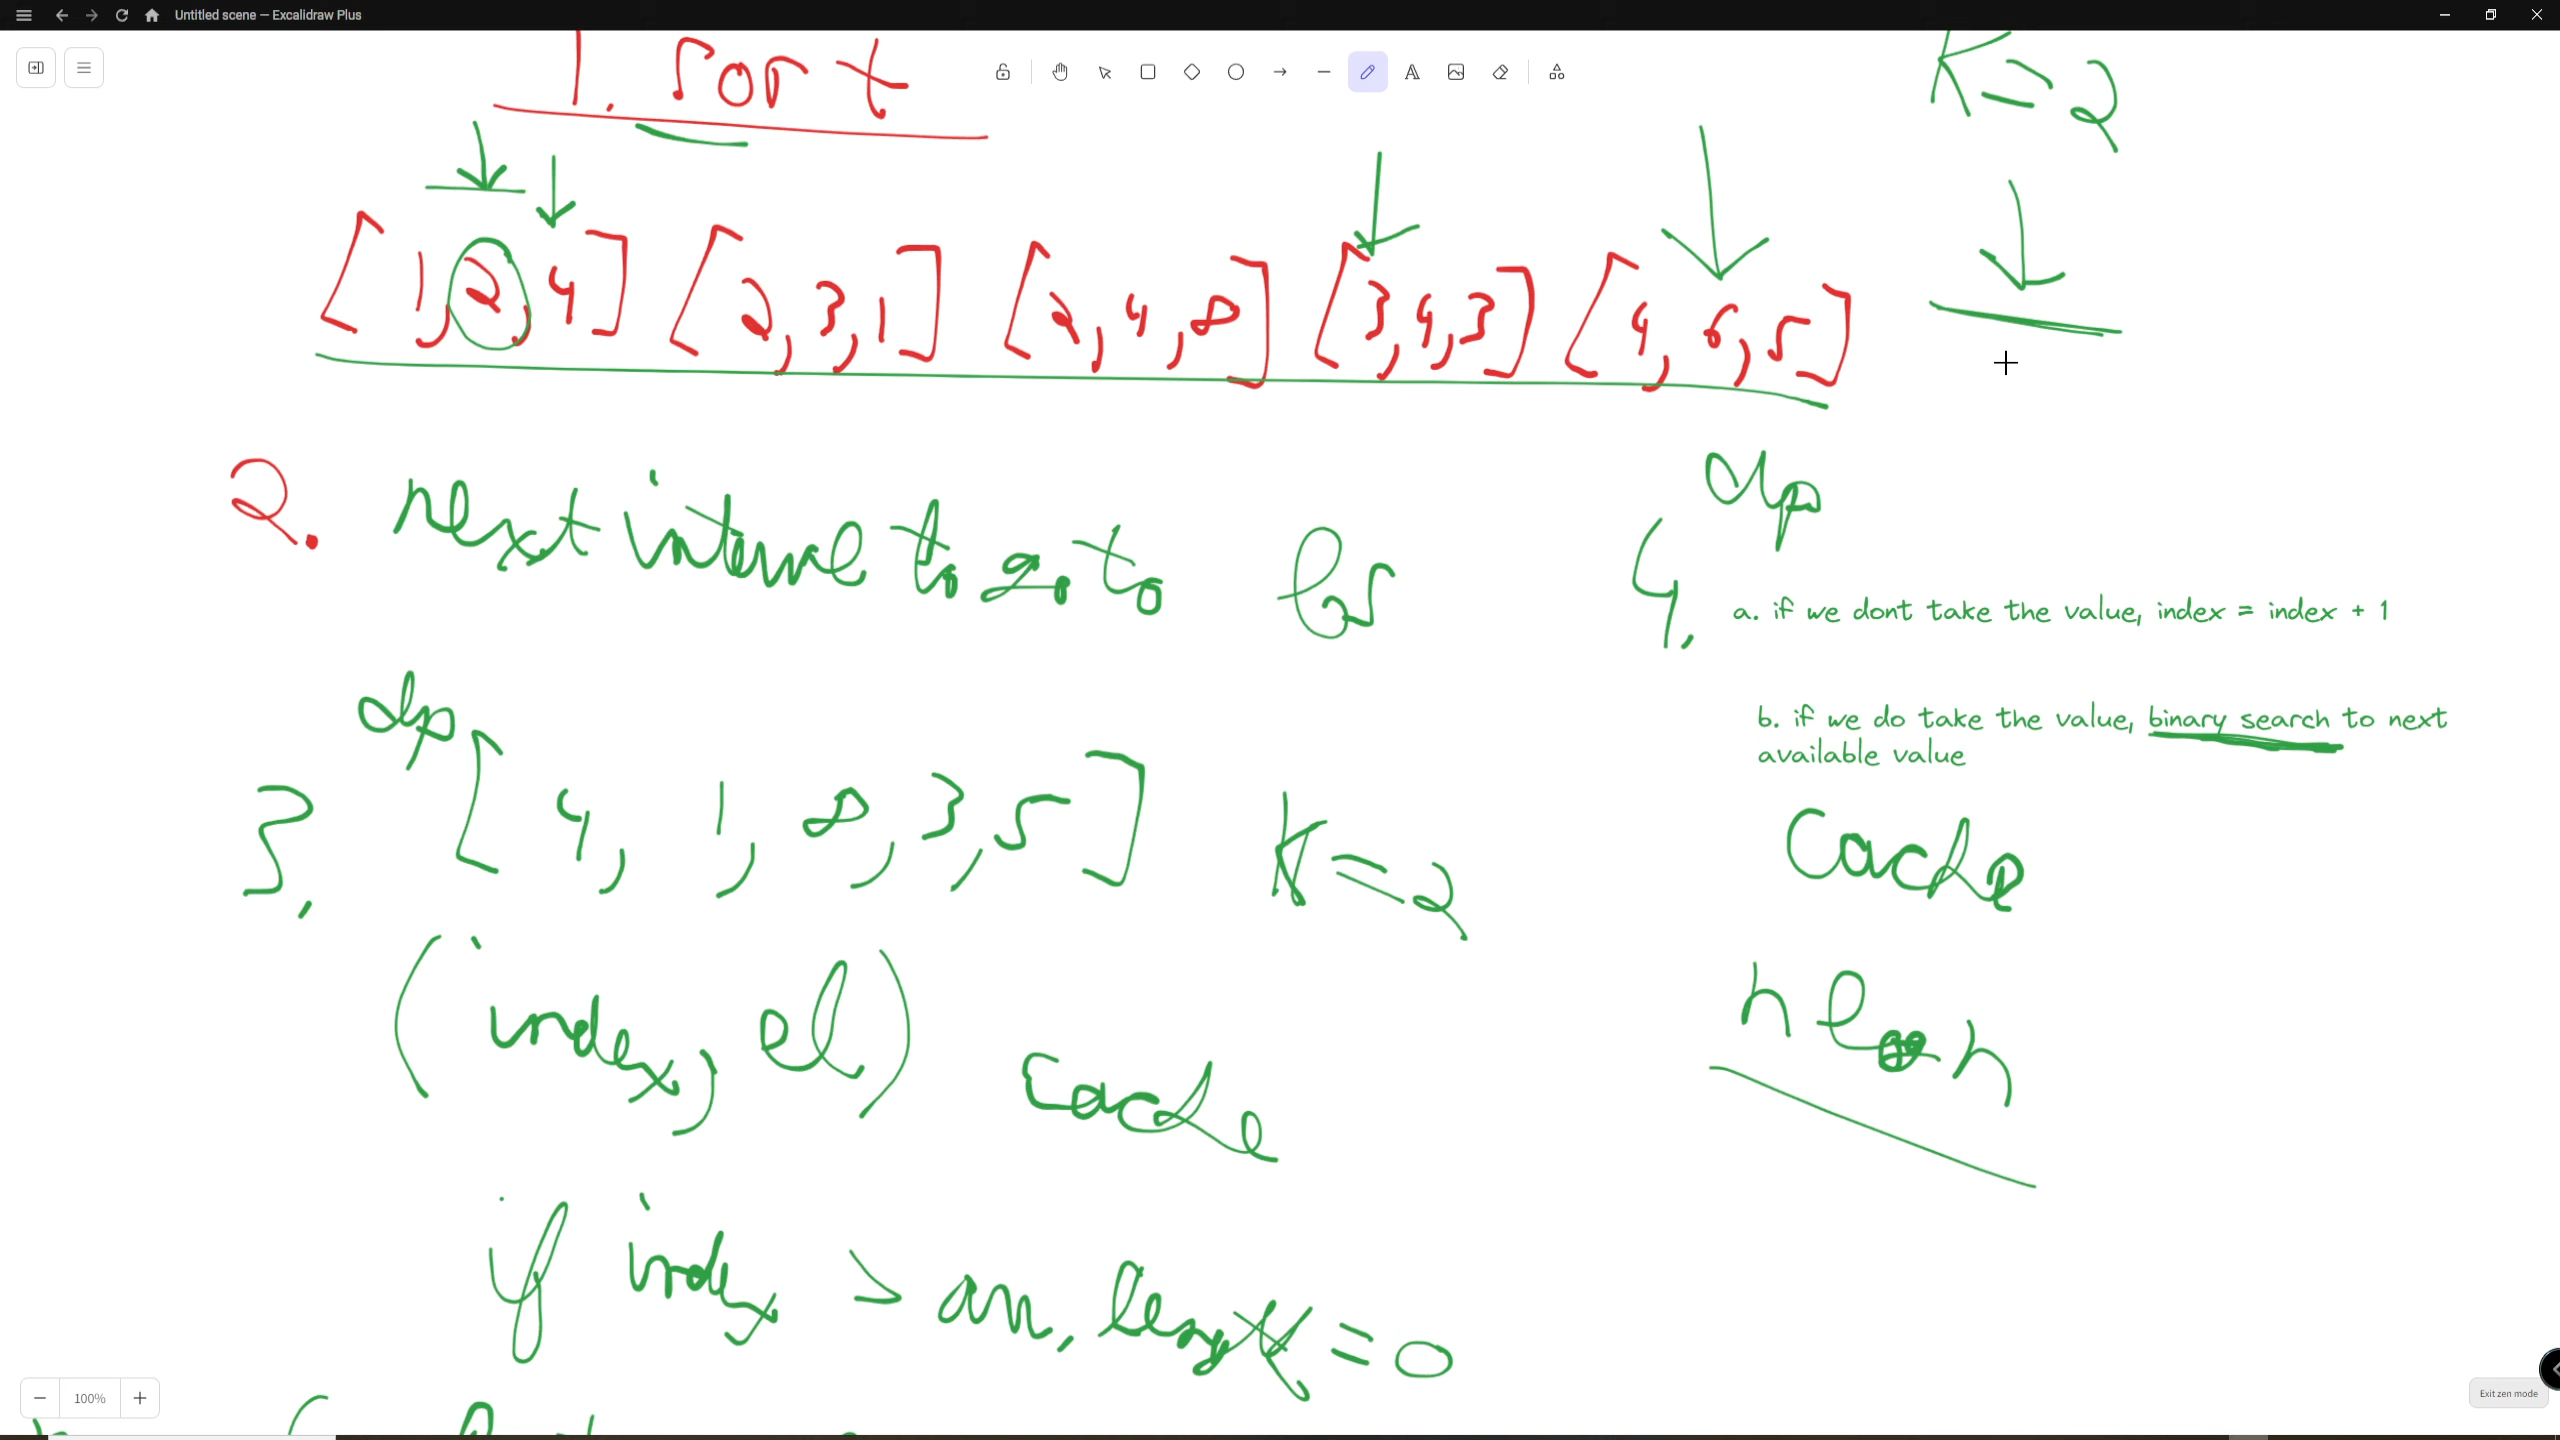 Untitled scene — Excalidraw Plus
1. sort
K=2
[1,2,4] [2,3,1] [2,4,8] [3,4,3] [4,6,5]
2. next interval to go to bs
3. dp [4, 1, 8, 3, 5] K=2
(index, el) cache
if index > arr.length = 0
4. dp
a. if we dont take the value, index = index + 1
b. if we do take the value, binary search to next
available value
Cache
n log n
100%
Exit zen mode